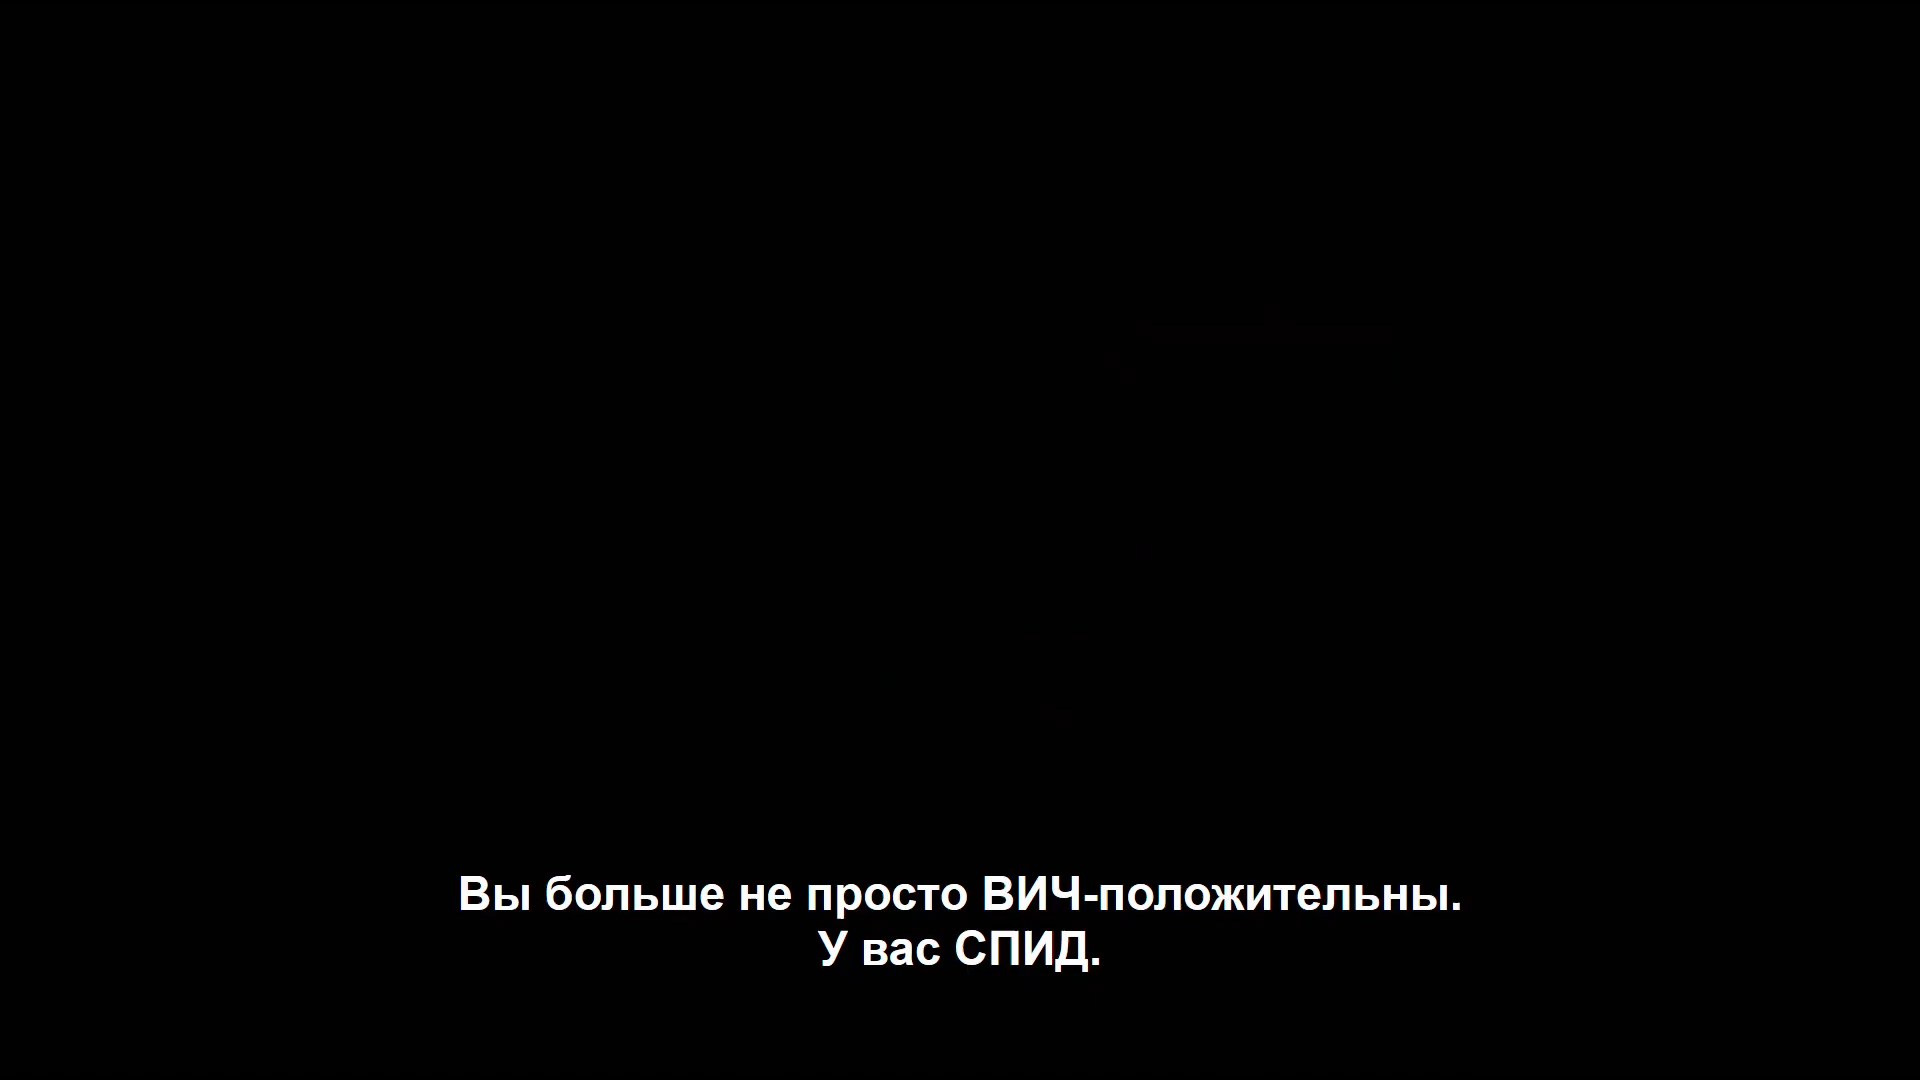 Вы больше не просто ВИЧ-положительны.
У вас СПИД.